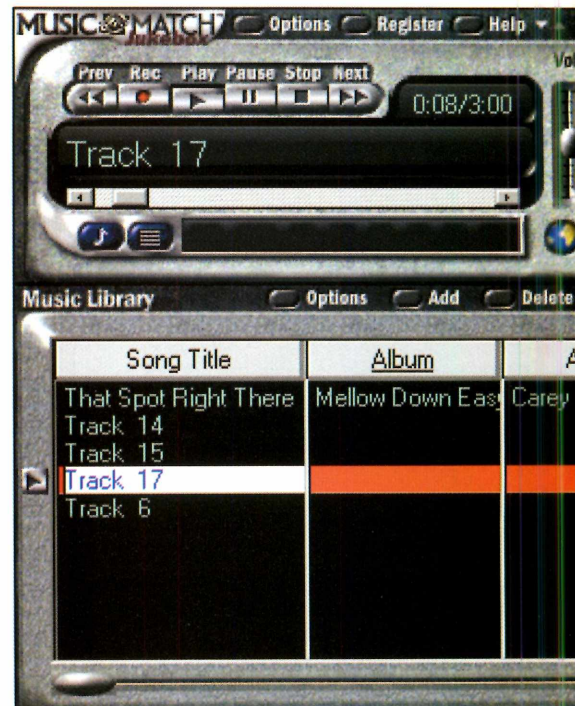 MUSIC MATCH Options Register Help
Jukebox
Vol
Prev Rec Play Pause Stop Next
0:08/3:00
Track 17
Music Library Options Add Delete
Song Title Album A
That Spot Right There Mellow Down Easy Carey
Track 14
Track 15
Track 17
Track 6